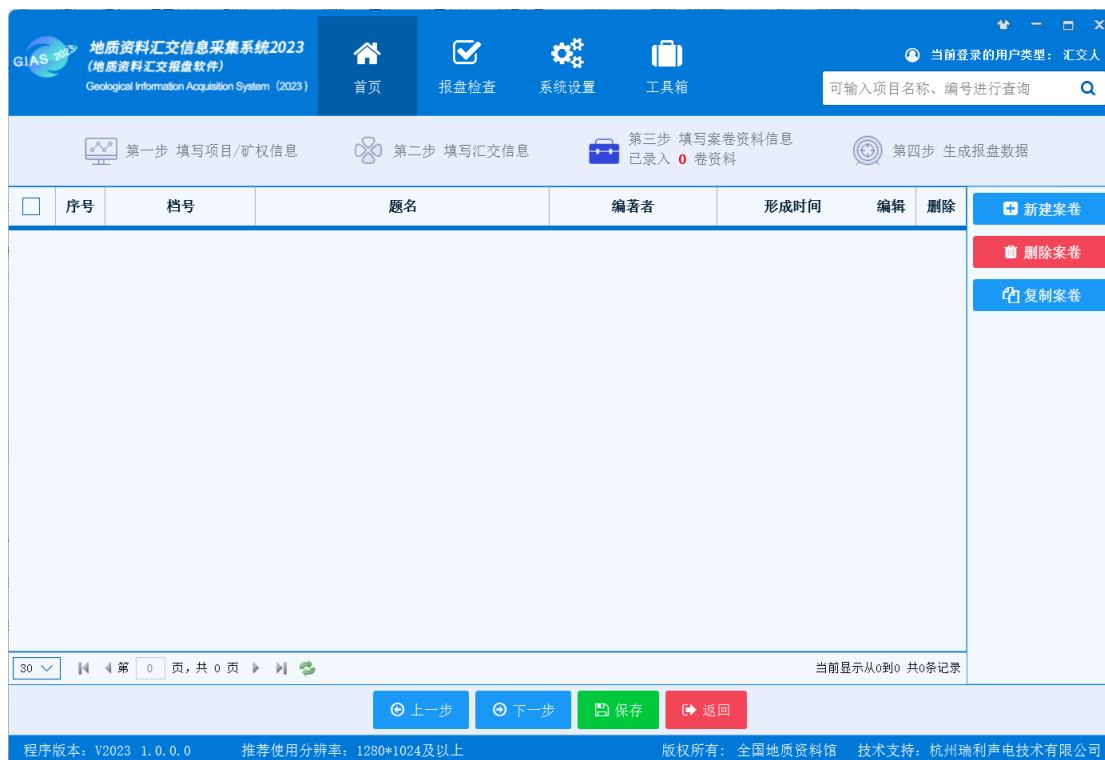 GIAS 2023
地质资料汇交信息采集系统2023
(地质资料汇交报盘软件)
Geological Information Acquisition System (2023)
首页
报盘检查
系统设置
工具箱
当前登录的用户类型: 汇交人
可输入项目名称、编号进行查询
第一步 填写项目/矿权信息
第二步 填写汇交信息
第三步 填写案卷资料信息
已录入 0 卷资料
第四步 生成报盘数据
序号
档号
题名
编著者
形成时间
编辑
删除
新建案卷
删除案卷
复制案卷
30
第 0 页,共 0 页
当前显示从0到0 共0条记录
上一步
下一步
保存
返回
程序版本: V2023 1.0.0.0
推荐使用分辨率: 1280*1024及以上
版权所有: 全国地质资料馆
技术支持: 杭州瑞利声电技术有限公司